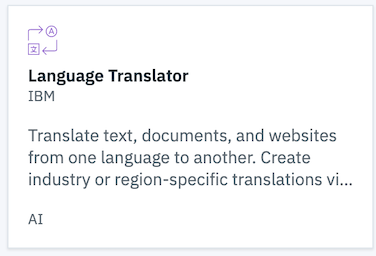 Language Translator
IBM
Translate text, documents, and websites
from one language to another. Create
industry or region-specific translations vi...
AI